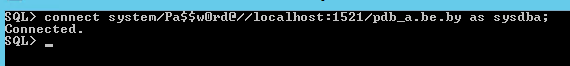 SQL> connect system/Pa$$w0rd@//localhost:1521/pdb_a.be.by as sysdba;
Connected.
SQL> _